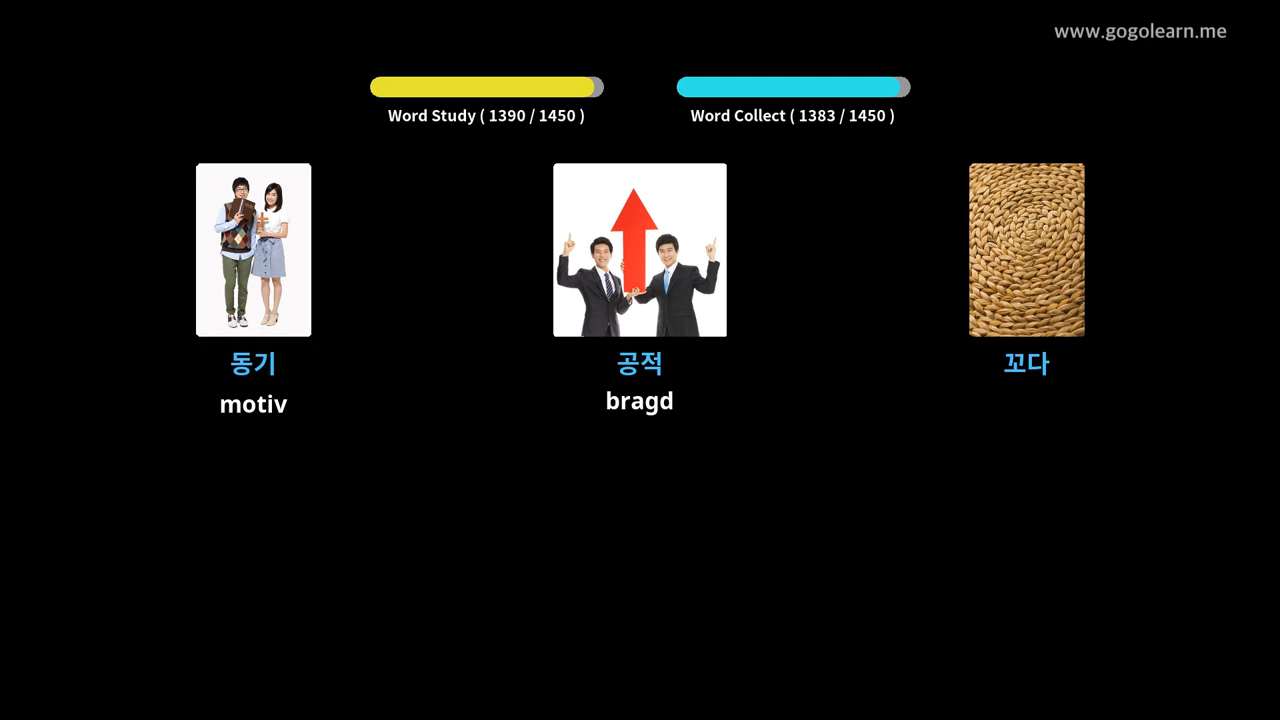 www.gogolearn.me
Word Study ( 1390 / 1450 )
Word Collect ( 1383 / 1450 )
동기
공적
꼬다
motiv
bragd